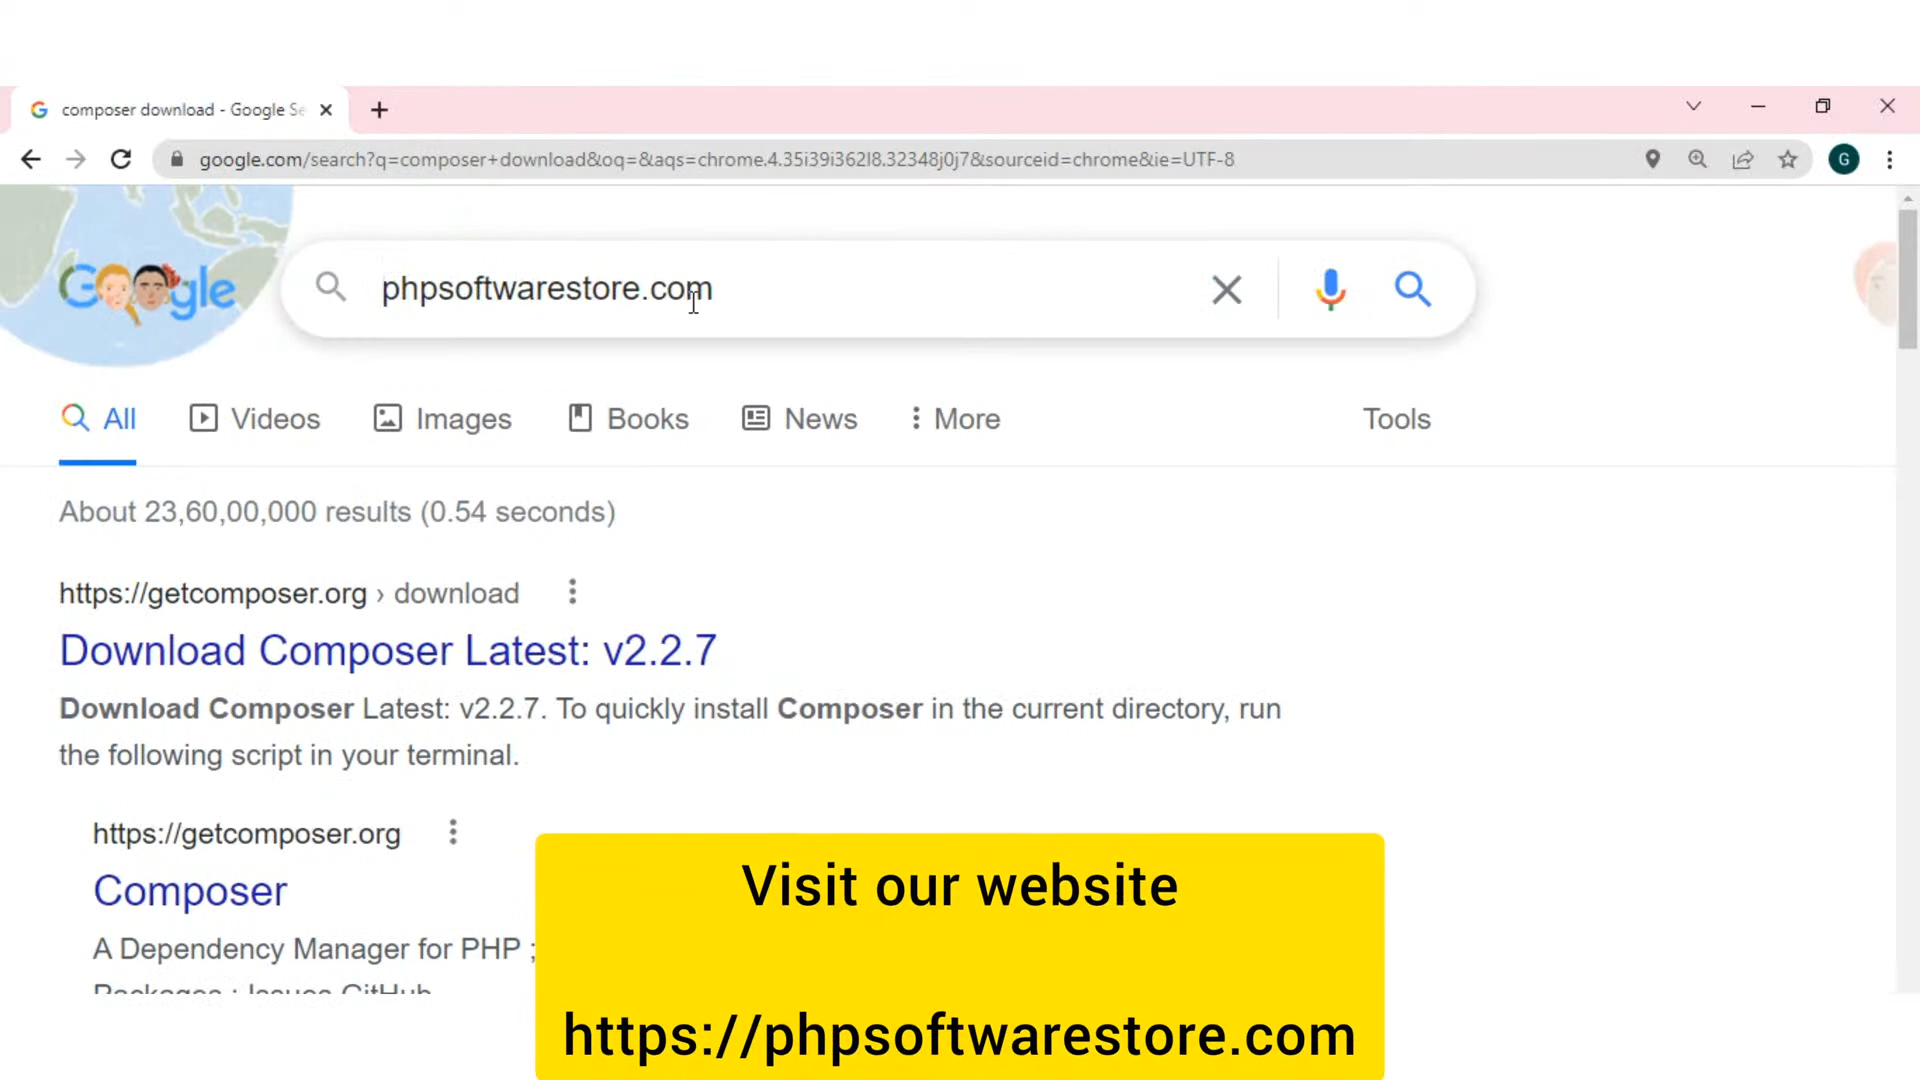 composer download - Google Se
google.com/search?q=composer+download&oq=&aqs=chrome.4.35i39i362l8.32348j0j7&sourceid=chrome&ie=UTF-8
G
Google
phpsoftwarestore.com
All
Videos
Images
Books
News
More
Tools
About 23,60,00,000 results (0.54 seconds)
https://getcomposer.org › download
Download Composer Latest: v2.2.7
Download Composer Latest: v2.2.7. To quickly install Composer in the current directory, run
the following script in your terminal.
https://getcomposer.org
Composer
A Dependency Manager for PHP ;
Packages ; Issues GitHub
Visit our website
https://phpsoftwarestore.com